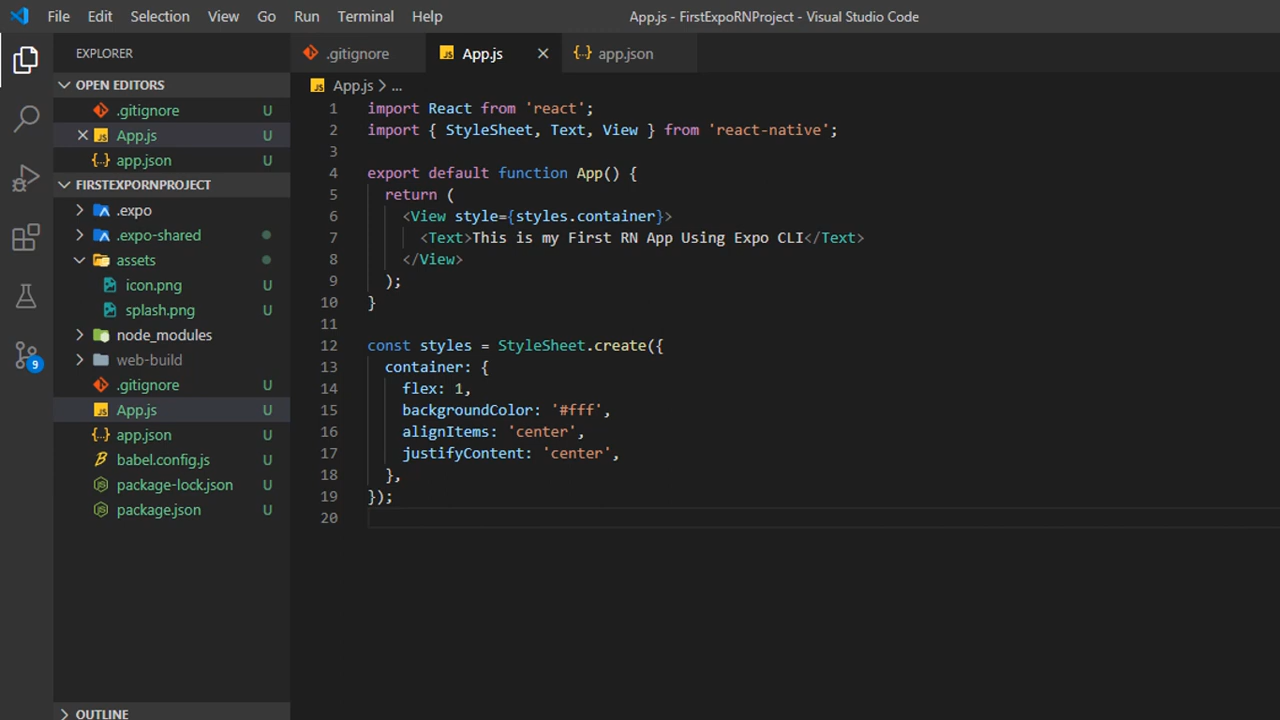 File Edit Selection View Go Run Terminal Help App.js - FirstExpoRNProject - Visual Studio Code
EXPLORER
OPEN EDITORS
.gitignore U
App.js U
app.json U
FIRSTEXPORNPROJECT
.expo
.expo-shared
assets
icon.png U
splash.png U
node_modules
web-build
.gitignore U
App.js U
app.json U
babel.config.js U
package-lock.json U
package.json U
OUTLINE
9
.gitignore JS App.js {··} app.json
JS App.js > ...
1 import React from 'react';
2 import { StyleSheet, Text, View } from 'react-native';
3
4 export default function App() {
5 return (
6 <View style={styles.container}>
7 <Text>This is my First RN App Using Expo CLI</Text>
8 </View>
9 );
10 }
11
12 const styles = StyleSheet.create({
13 container: {
14 flex: 1,
15 backgroundColor: '#fff',
16 alignItems: 'center',
17 justifyContent: 'center',
18 },
19 });
20